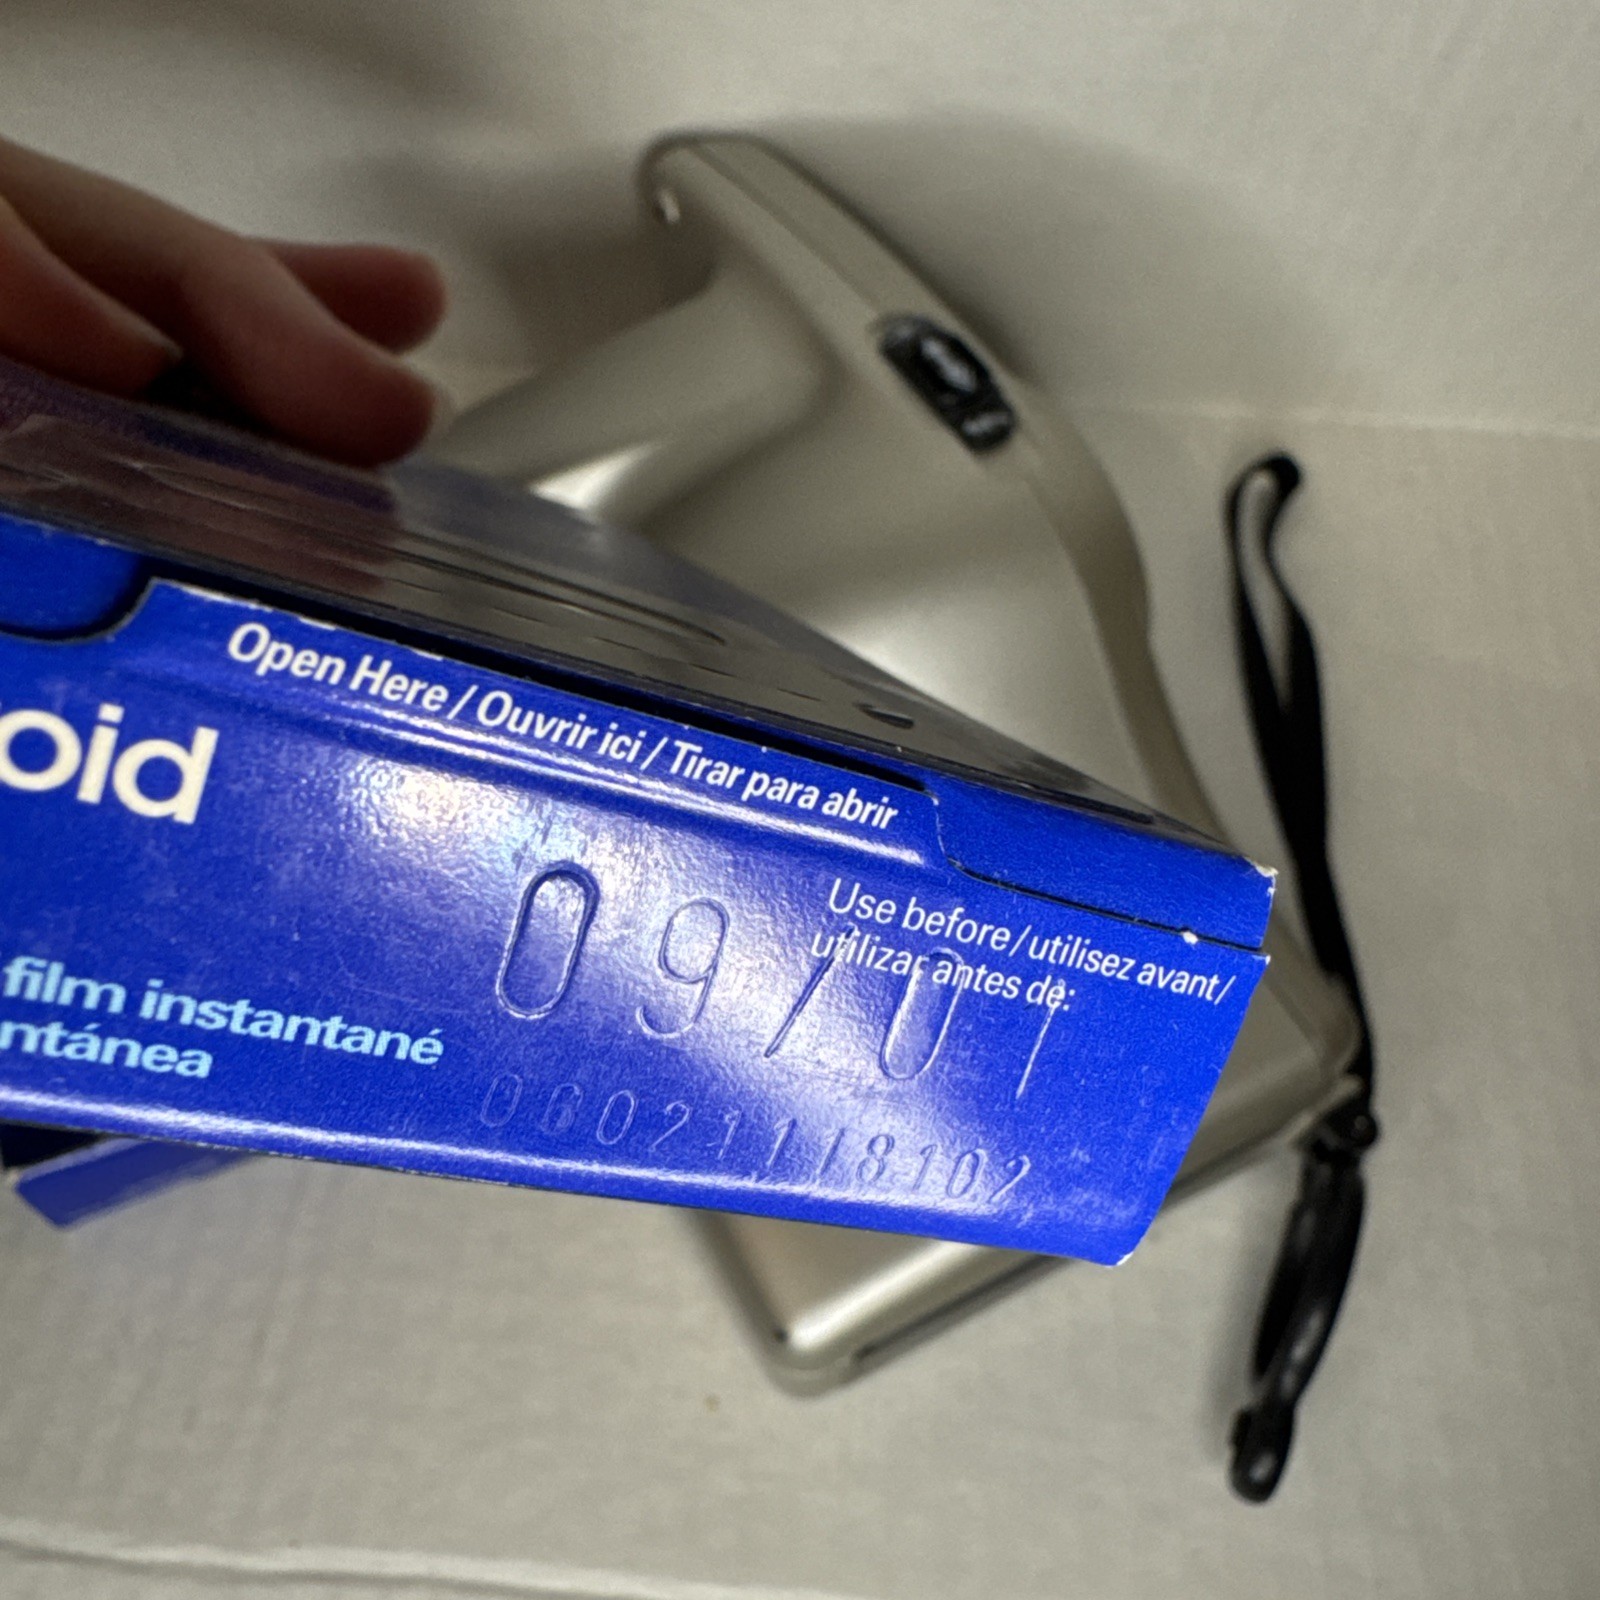 Open Here / Ouvrir ici / Tirar para abrir
oid
Use before / utilisez avant /
utilizar antes de:
09/01
film instantané
ntánea
060211118102